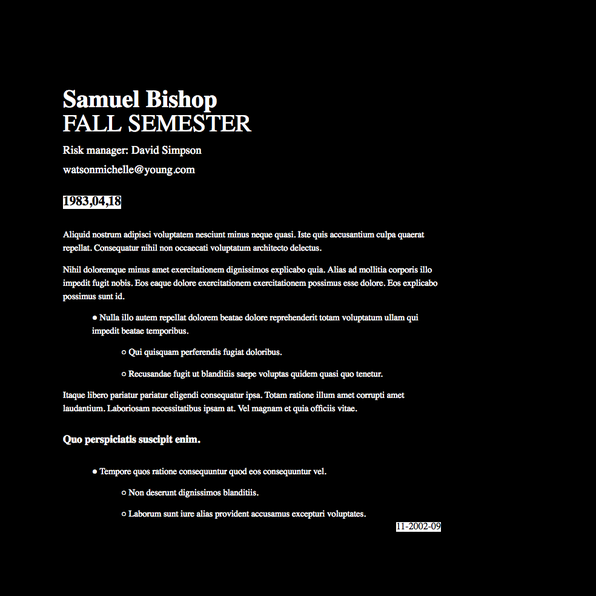 Samuel Bishop
FALL SEMESTER
Risk manager: David Simpson
watsonmichelle@young.com
1983,04,18
Aliquid nostrum adipisci voluptatem nesciunt minus neque quasi. Iste quis accusantium culpa quaerat
repellat. Consequatur nihil non occaecati voluptatum architecto delectus.
Nihil doloremque minus amet exercitationem dignissimos explicabo quia. Alias ad mollitia corporis illo
impedit fugit nobis. Eos eaque dolore exercitationem exercitationem possimus esse dolore. Eos explicabo
possimus sunt id.
● Nulla illo autem repellat dolorem beatae dolore reprehenderit totam voluptatum ullam qui
impedit beatae temporibus.
○ Qui quisquam perferendis fugiat doloribus.
○ Recusandae fugit ut blanditiis saepe voluptas quidem quasi quo tenetur.
Itaque libero pariatur pariatur eligendi consequatur ipsa. Totam ratione illum amet corrupti amet
laudantium. Laboriosam necessitatibus ipsam at. Vel magnam et quia officiis vitae.
Quo perspiciatis suscipit enim.
● Tempore quos ratione consequuntur quod eos consequuntur vel.
○ Non deserunt dignissimos blanditiis.
○ Laborum sunt iure alias provident accusamus excepturi voluptates.
11-2002-09